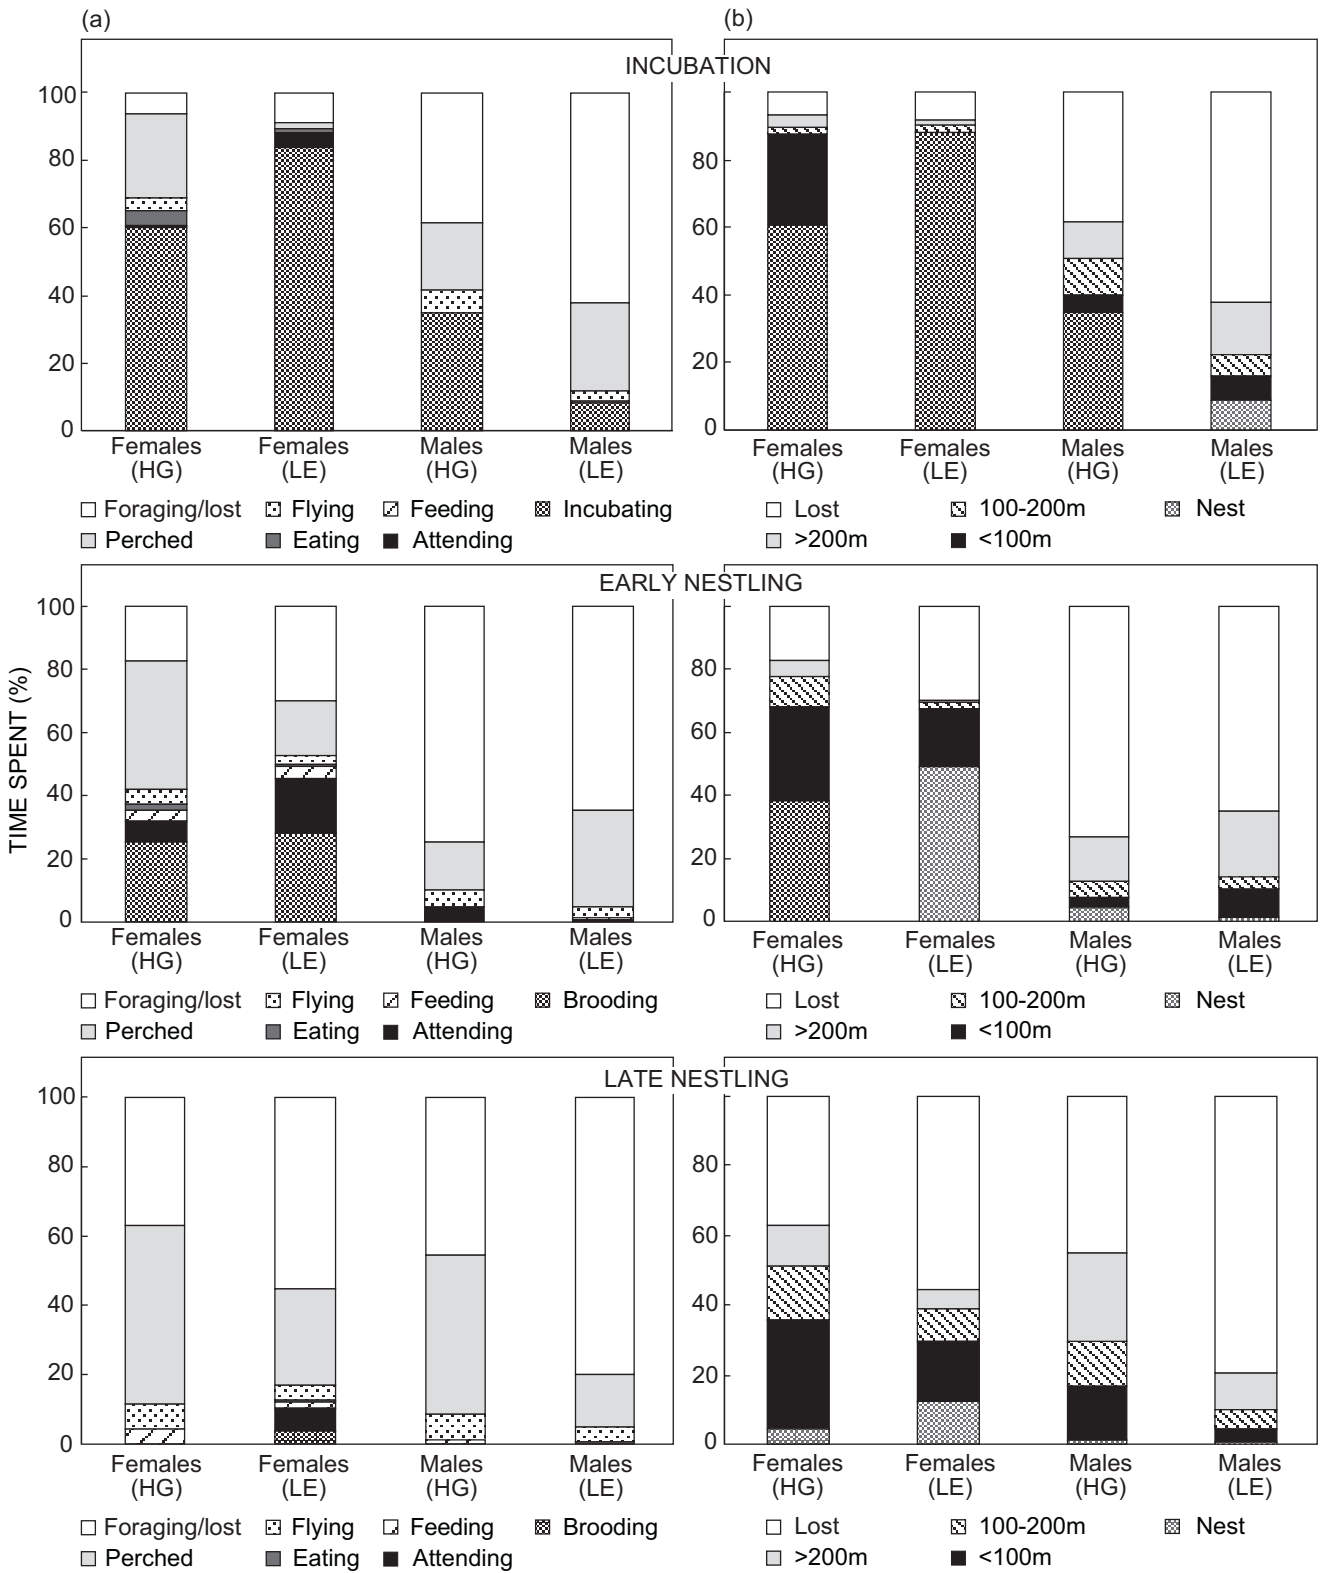 (a) (b)
INCUBATION
100
80 80
60 60
40 40
20 20
0 0
Females Females Males Males Females Females Males Males
(HG) (LE) (HG) (LE) (HG) (LE) (HG) (LE)
Foraging/lost Flying Feeding Incubating Lost 100-200m Nest
Perched Eating Attending >200m <100m
EARLY NESTLING
100
80 80
60 60
40 40
20 20
0 0
TIME SPENT (%)
Females Females Males Males Females Females Males Males
(HG) (LE) (HG) (LE) (HG) (LE) (HG) (LE)
Foraging/lost Flying Feeding Brooding Lost 100-200m Nest
Perched Eating Attending >200m <100m
LATE NESTLING
100
80 80
60 60
40 40
20 20
0 0
Females Females Males Males Females Females Males Males
(HG) (LE) (HG) (LE) (HG) (LE) (HG) (LE)
Foraging/lost Flying Feeding Brooding Lost 100-200m Nest
Perched Eating Attending >200m <100m